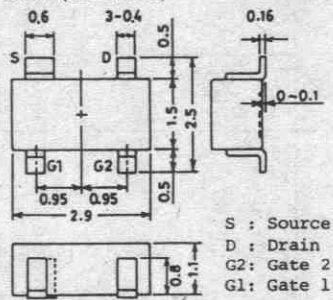 0.6
3-0.4
0.16
S
D
0.5
1.5
2.5
0~0.1
G1
G2
0.95
0.95
0.5
2.9
S : Source
D : Drain
G2: Gate 2
G1: Gate 1
0.8
1.1